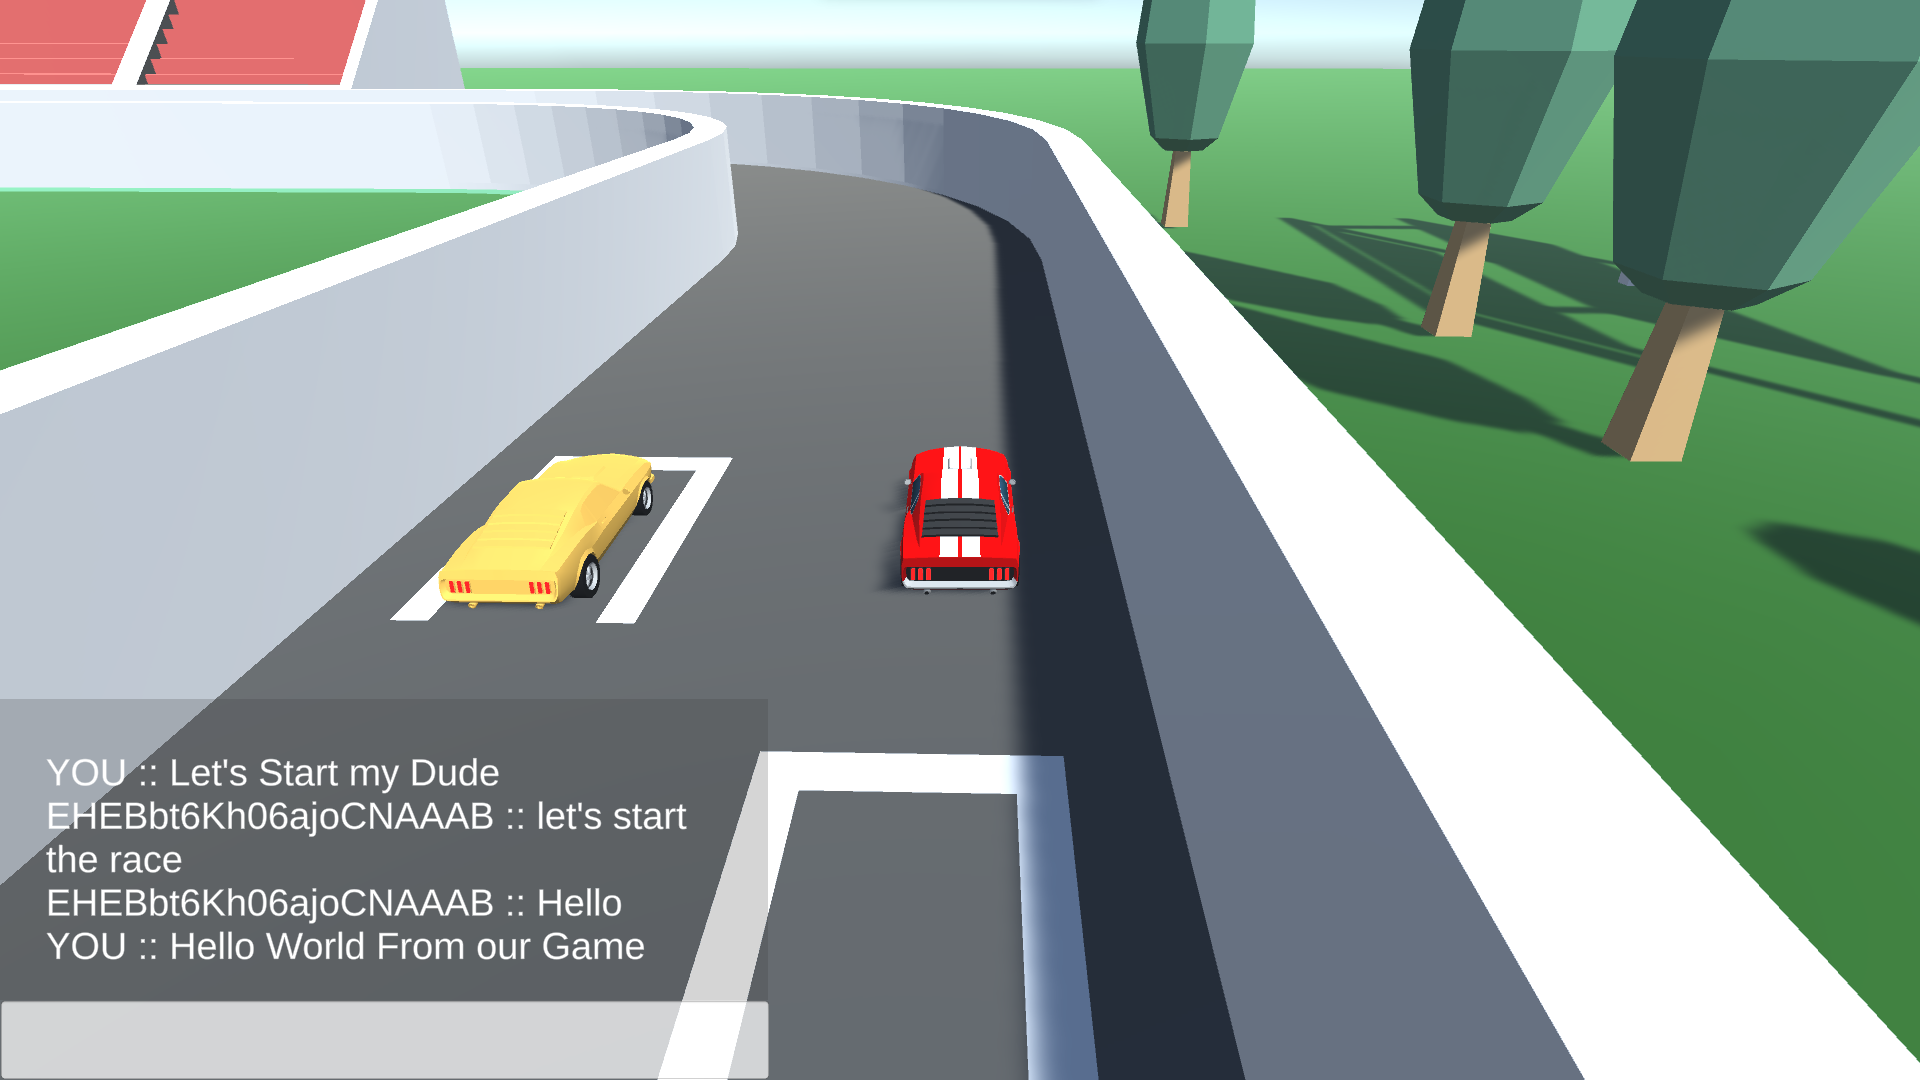 YOU :: Let's Start my Dude
EHEBbt6Kh06ajoCNAAAB :: let's start
the race
EHEBbt6Kh06ajoCNAAAB :: Hello
YOU :: Hello World From our Game